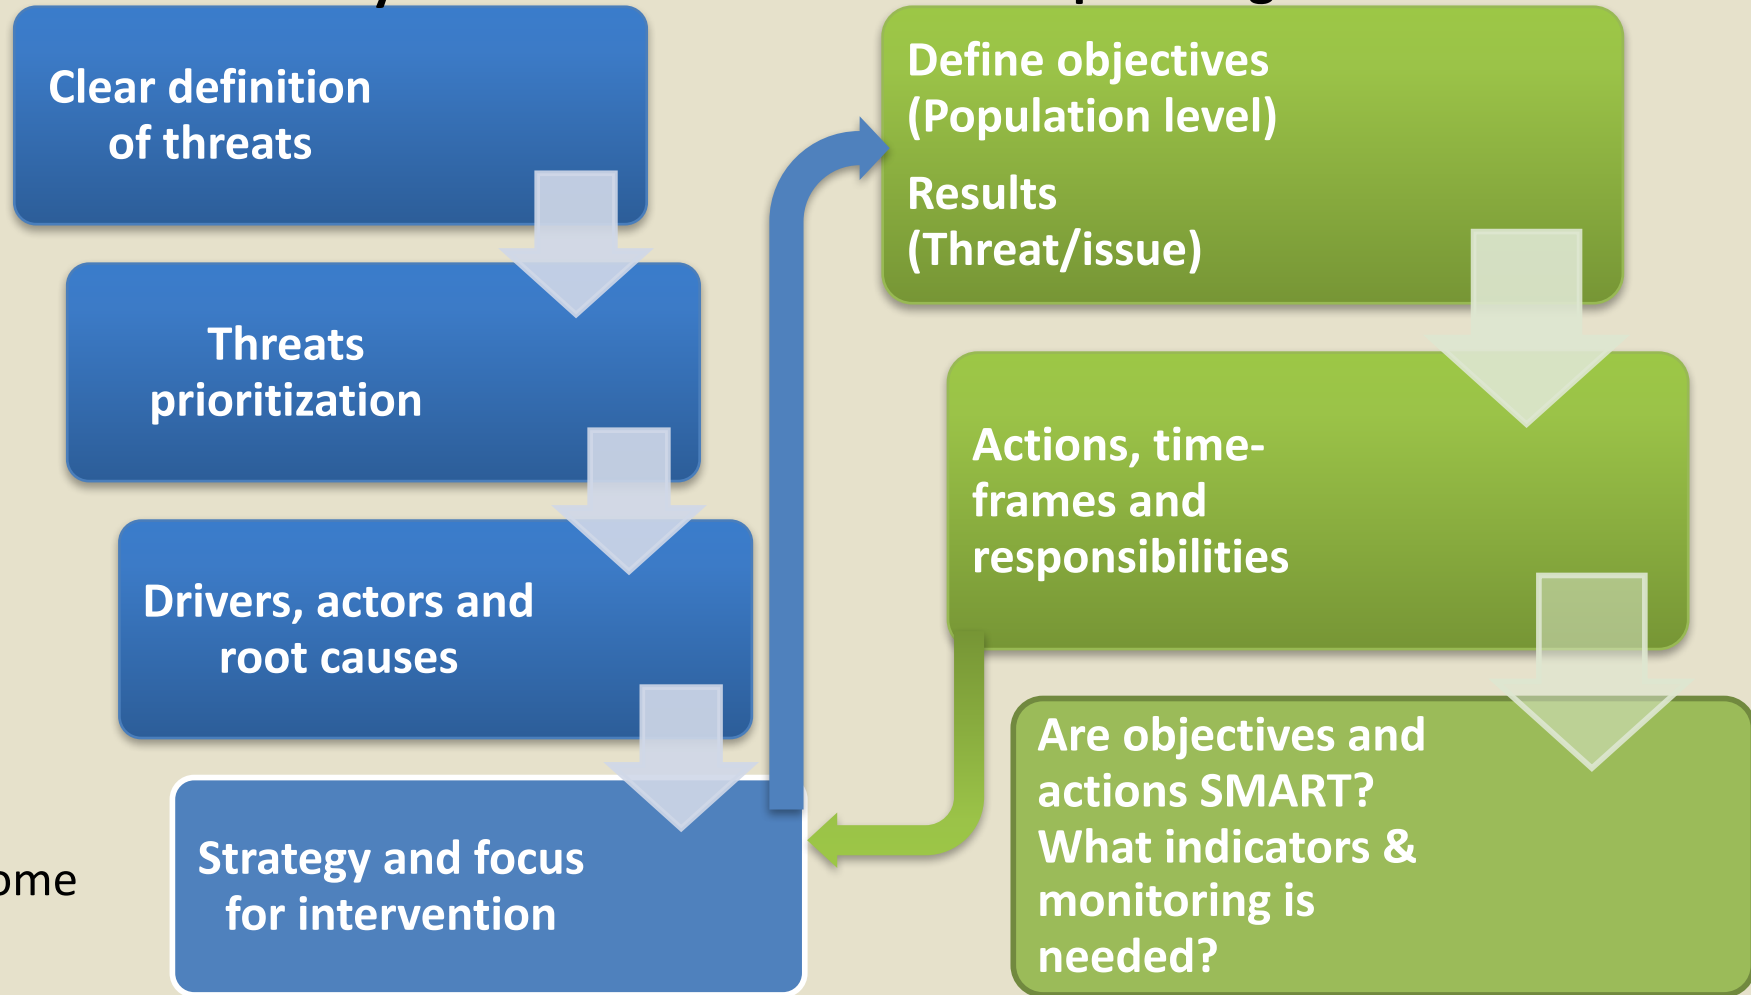 Clear definition
of threats
Threats
prioritization
Drivers, actors and
root causes
Strategy and focus
for intervention
Define objectives
(Population level)
Results
(Threat/issue)
Actions, time-
frames and
responsibilities
Are objectives and
actions SMART?
What indicators &
monitoring is
needed?